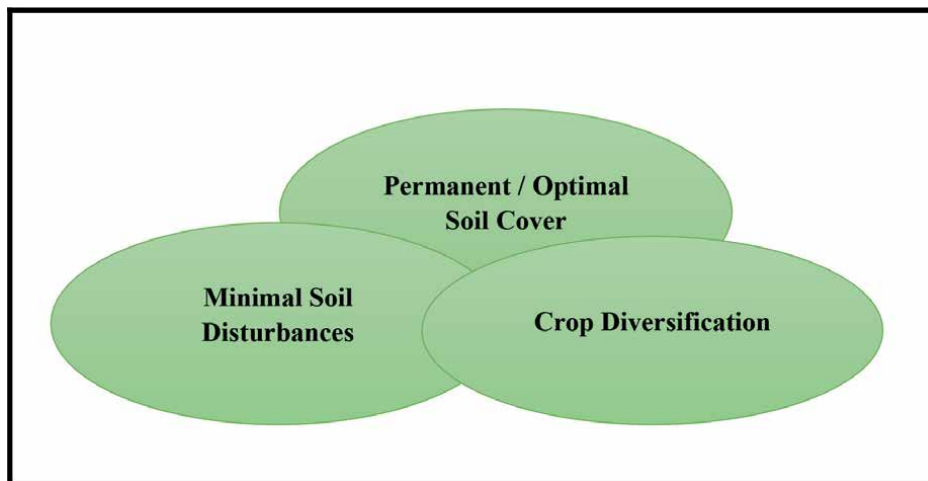 Permanent / Optimal
Soil Cover
Minimal Soil
Disturbances
Crop Diversification